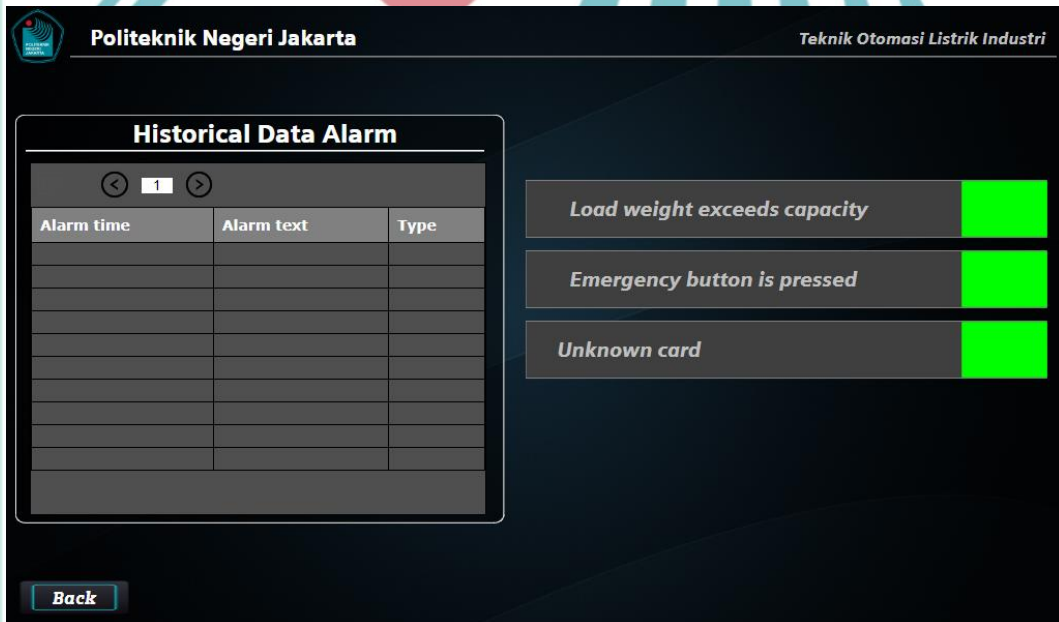 Politeknik Negeri Jakarta
Teknik Otomasi Listrik Industri
Historical Data Alarm
1
Alarm time Alarm text Type
Load weight exceeds capacity
Emergency button is pressed
Unknown card
Back